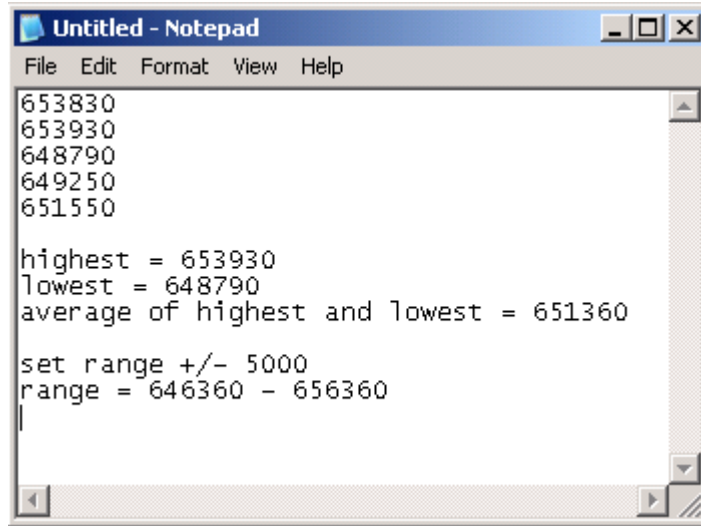 Untitled - Notepad
File Edit Format View Help
653830
653930
648790
649250
651550
highest = 653930
lowest = 648790
average of highest and lowest = 651360
set range +/- 5000
range = 646360 - 656360